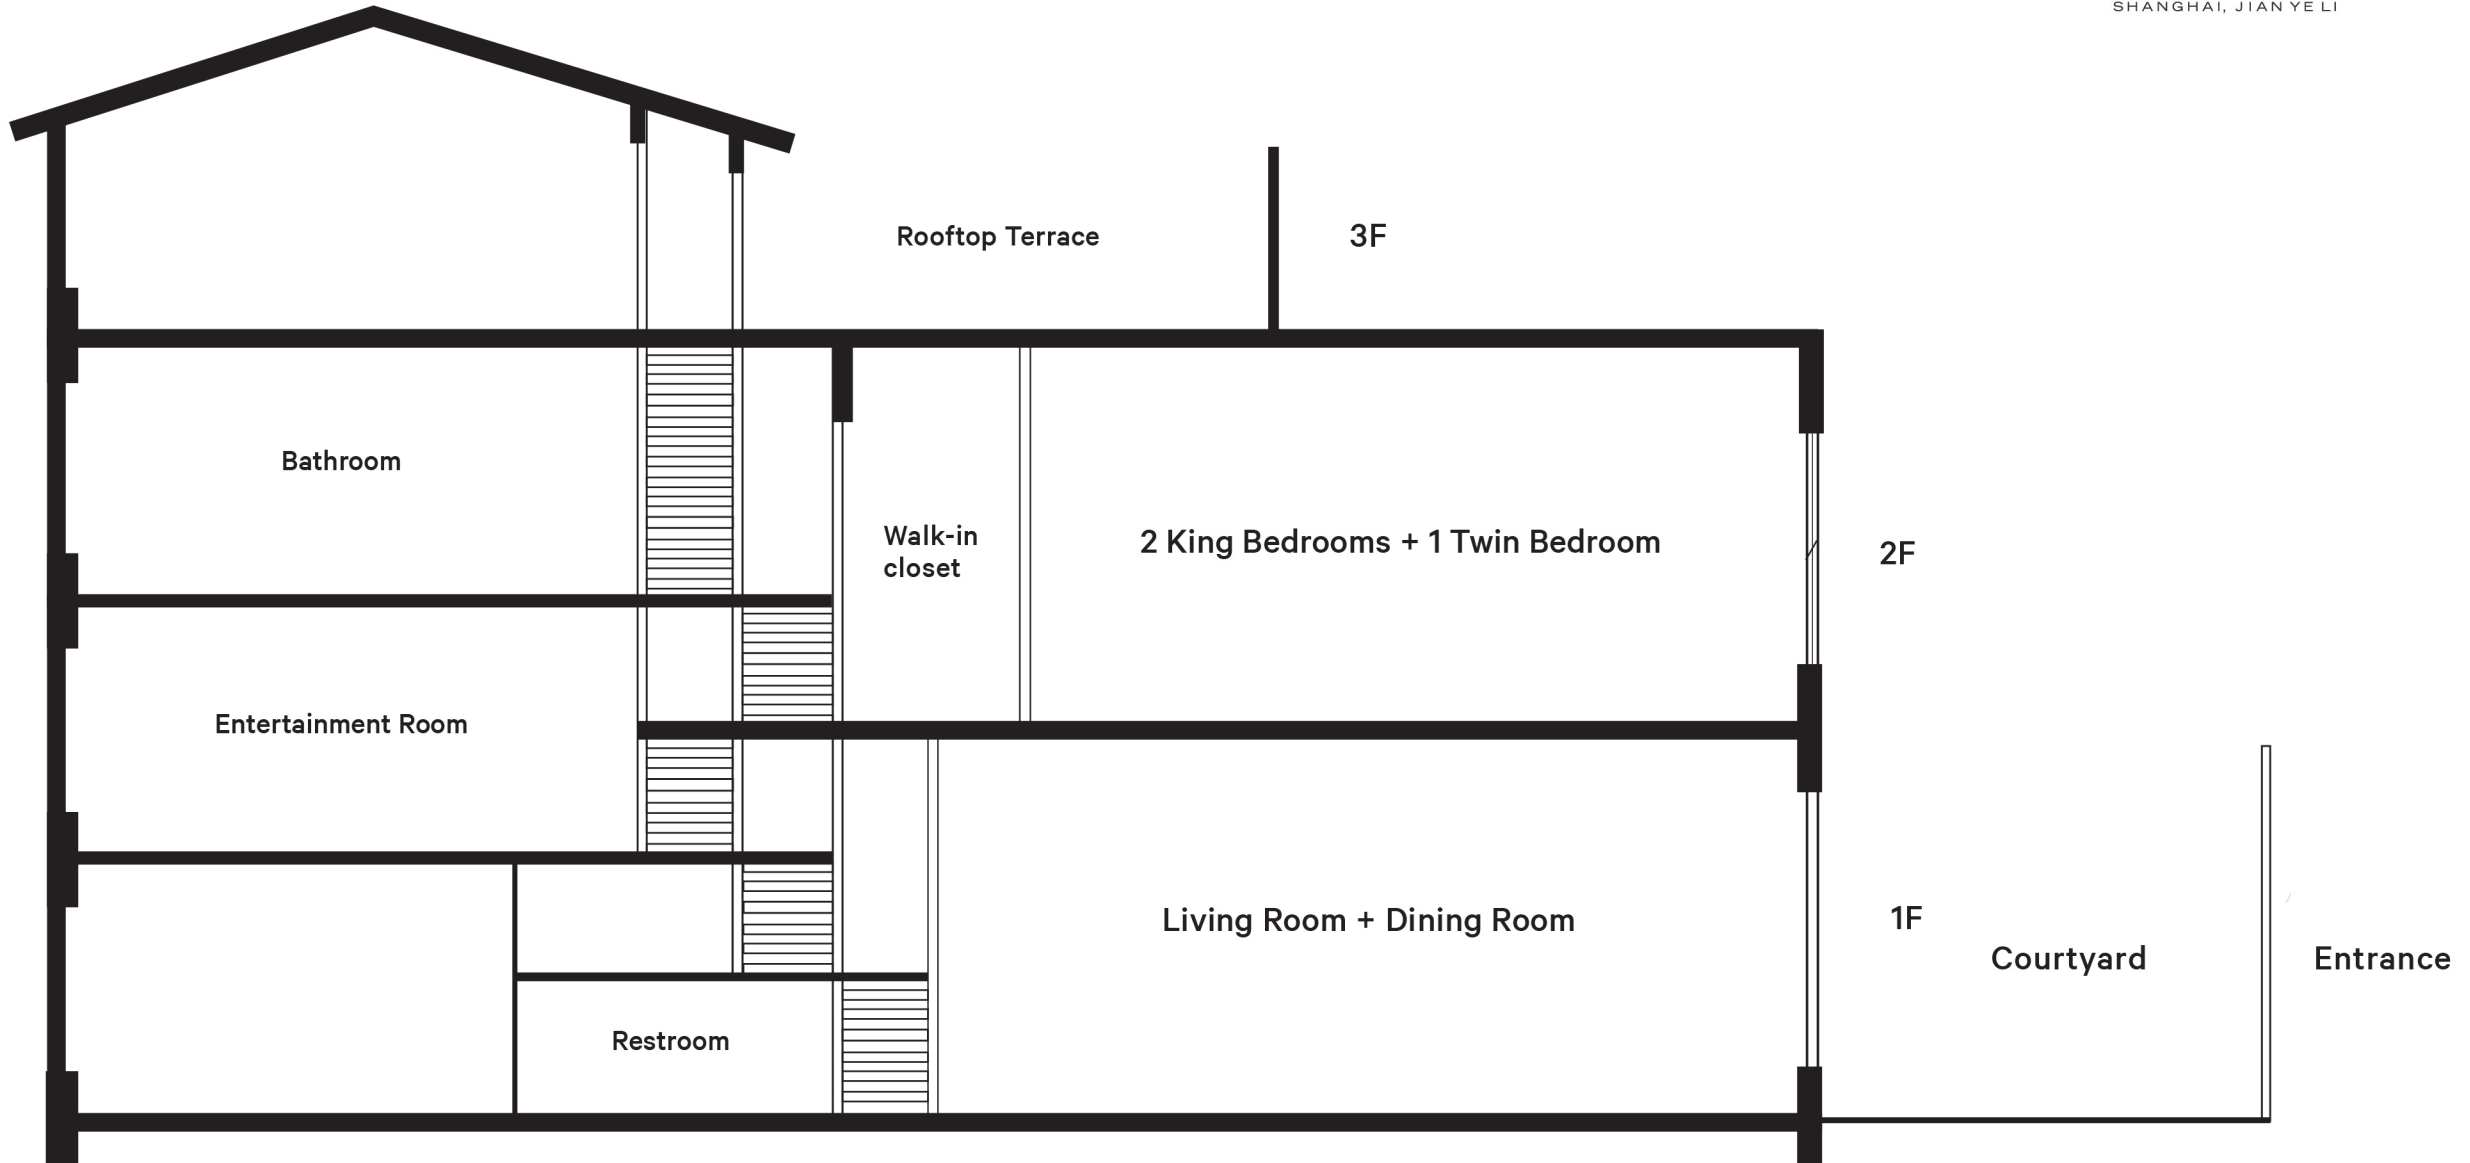 SHANGHAI, JIAN YE LI
Rooftop Terrace
3F
Bathroom
Walk-in
closet
2 King Bedrooms + 1 Twin Bedroom
2F
Entertainment Room
Living Room + Dining Room
1F
Courtyard
Entrance
Restroom